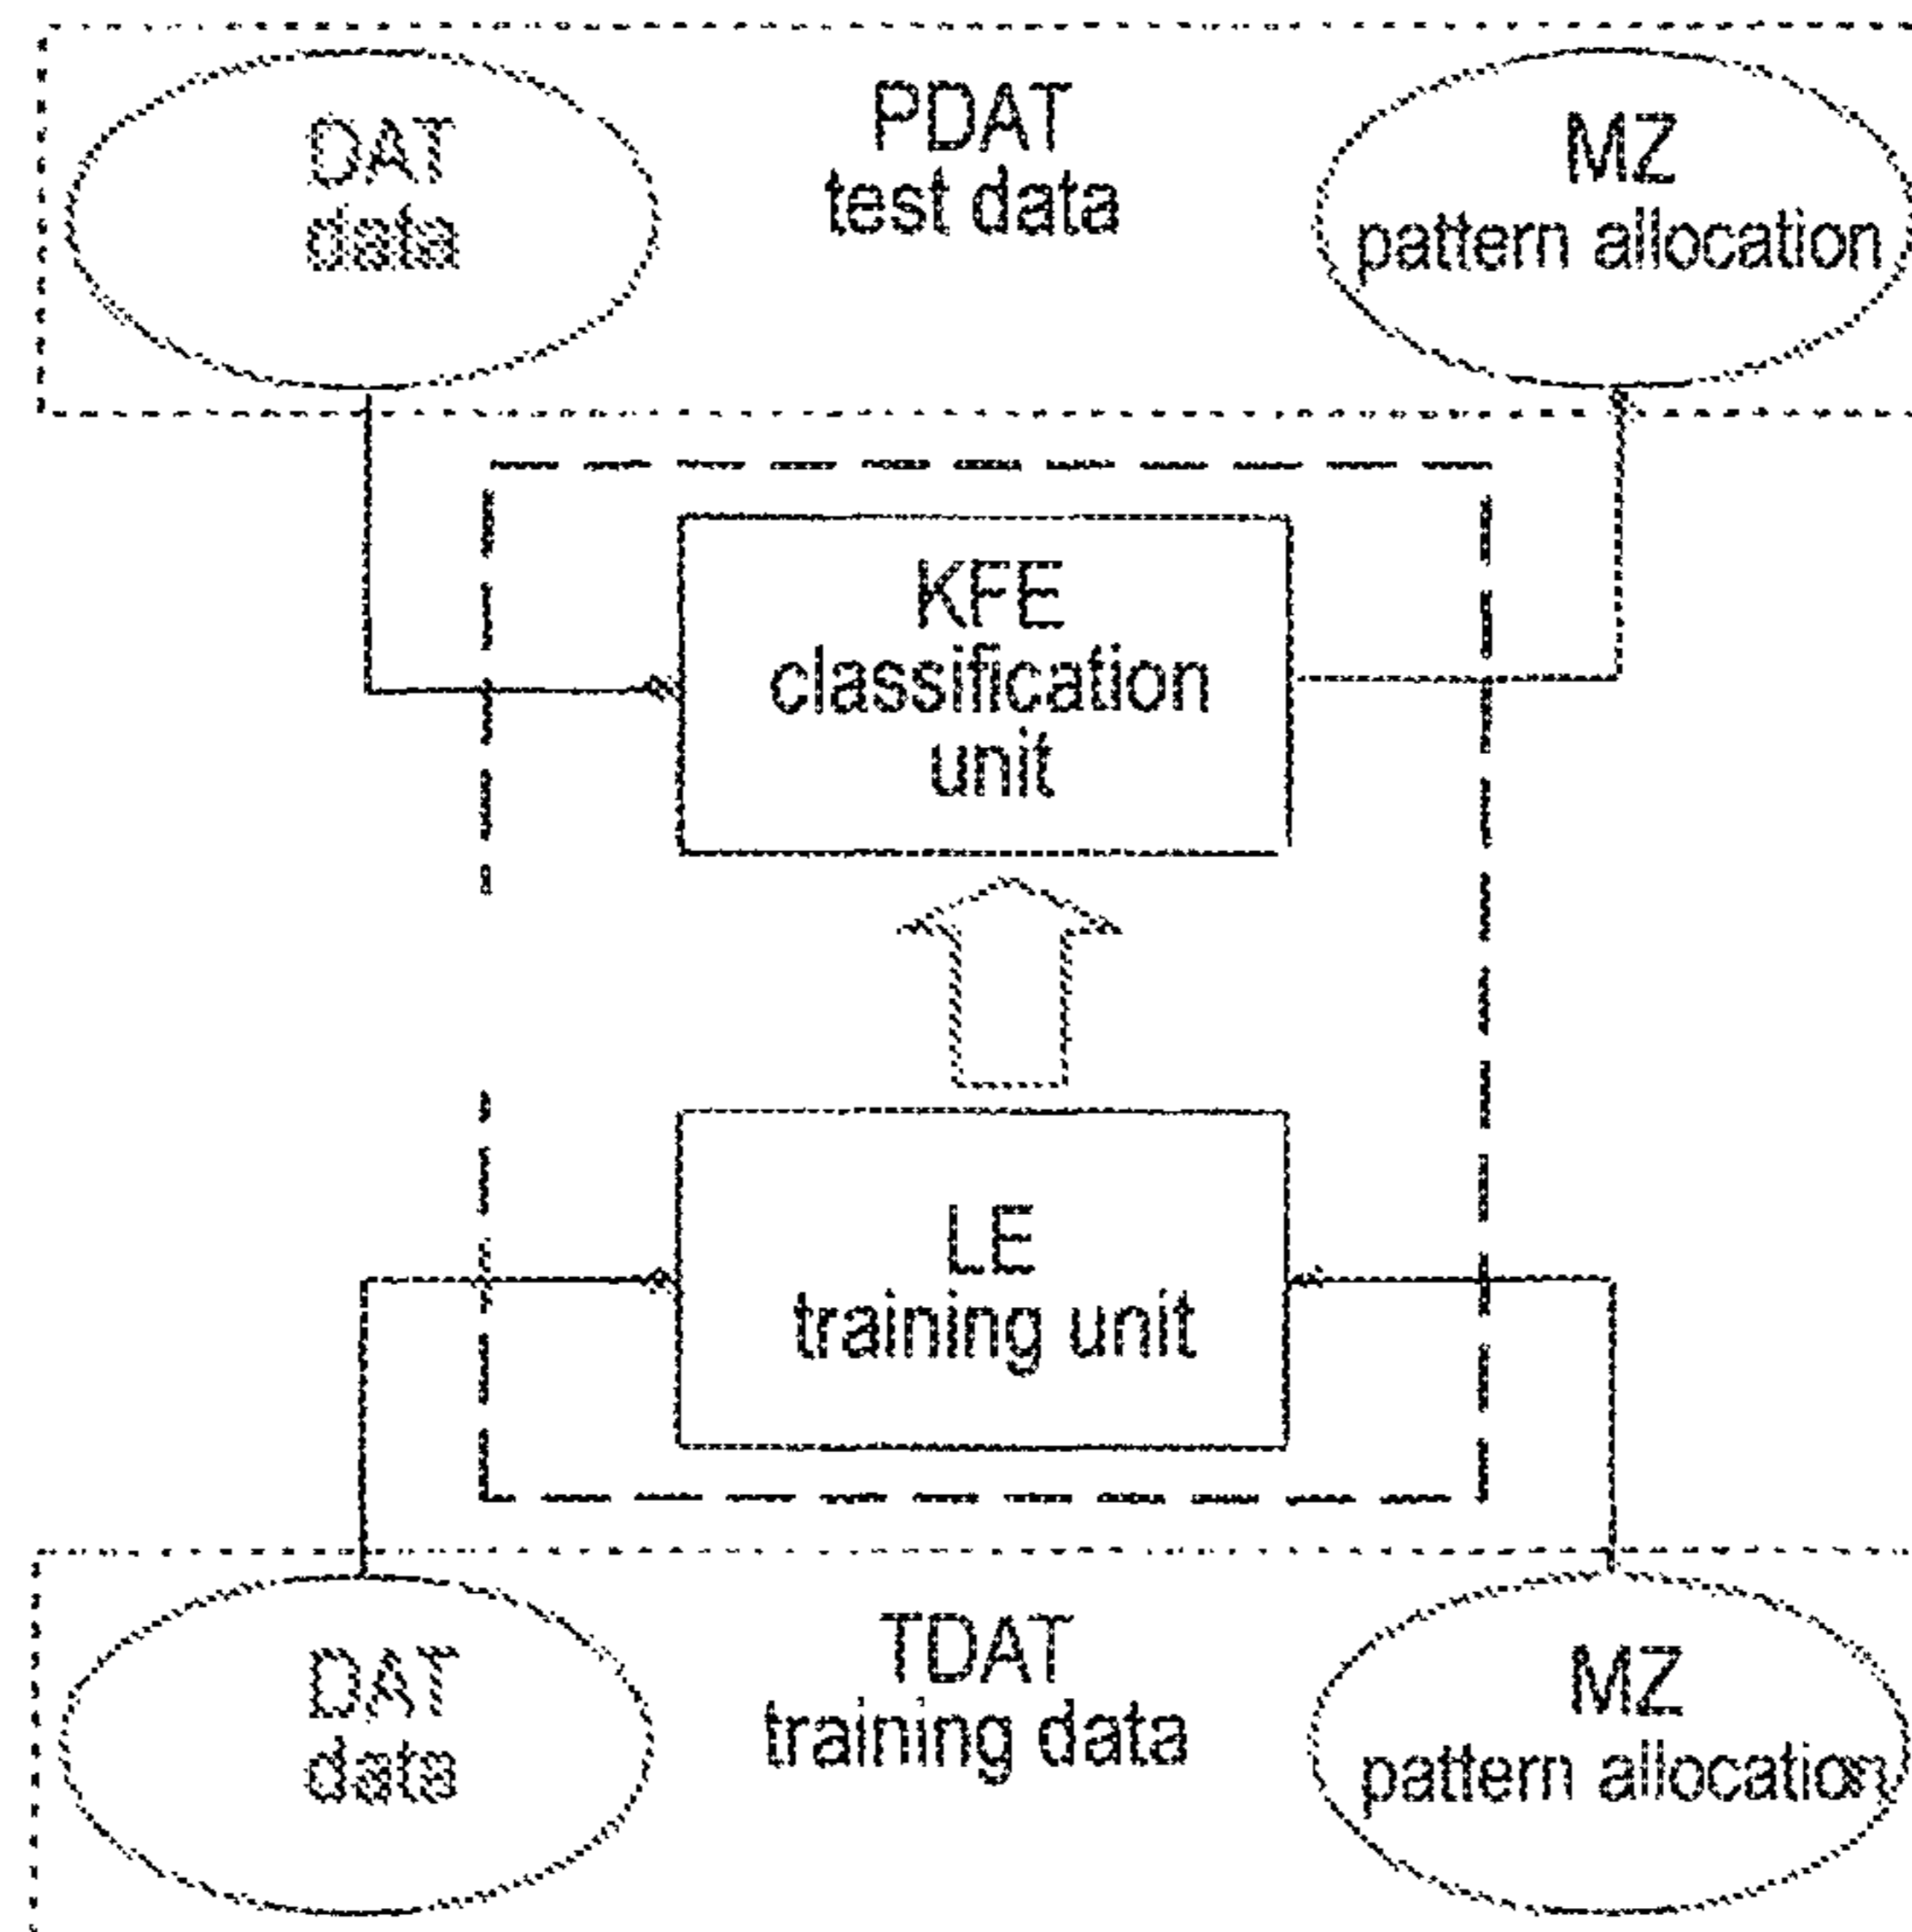 DAT
data
PDAT
test data
MZ
pattern allocation
KFE
classification
unit
LE
training unit
DAT
data
TDAT
training data
MZ
pattern allocation